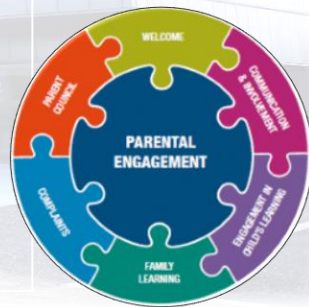 WELCOME
COMMUNICATION
& INVOLVEMENT
ENGAGEMENT IN
CHILD'S LEARNING
FAMILY
LEARNING
COMPLAINTS
PARENT
COUNCIL
PARENTAL
ENGAGEMENT